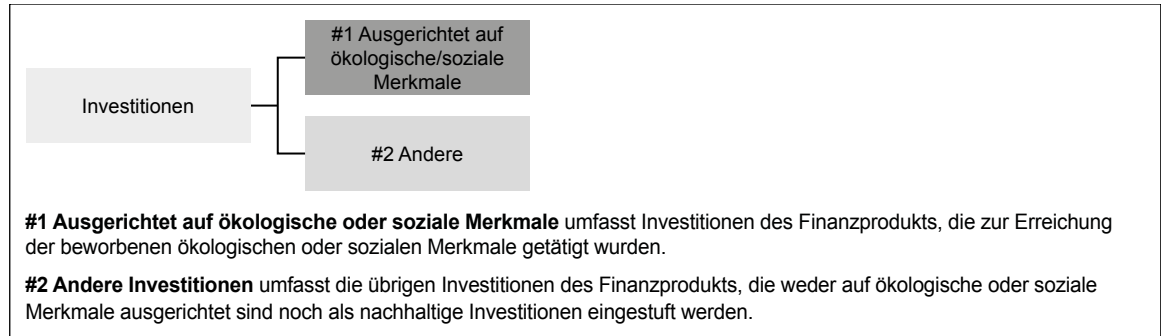 #1 Ausgerichtet auf
ökologische/soziale
Merkmale
Investitionen
#2 Andere
#1 Ausgerichtet auf ökologische oder soziale Merkmale umfasst Investitionen des Finanzprodukts, die zur Erreichung
der beworbenen ökologischen oder sozialen Merkmale getätigt wurden.
#2 Andere Investitionen umfasst die übrigen Investitionen des Finanzprodukts, die weder auf ökologische oder soziale
Merkmale ausgerichtet sind noch als nachhaltige Investitionen eingestuft werden.